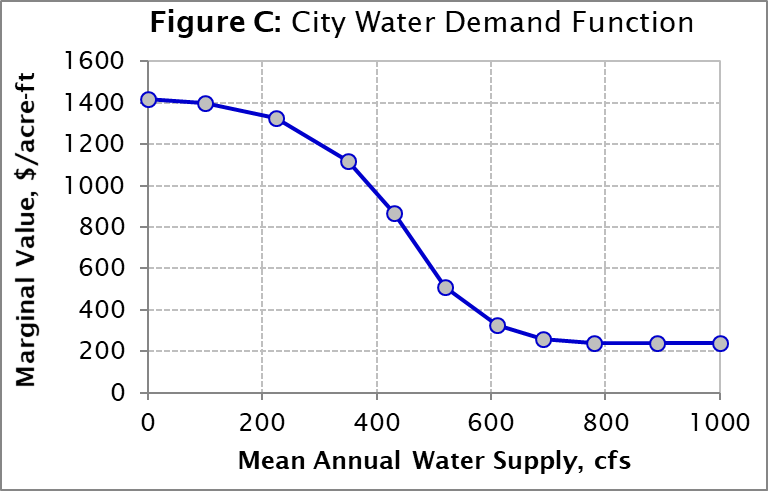 Figure C: City Water Demand Function
1600
1400
1200
1000
800
600
400
200
0
Marginal Value, $/acre-ft
0 200 400 600 800 1000
Mean Annual Water Supply, cfs